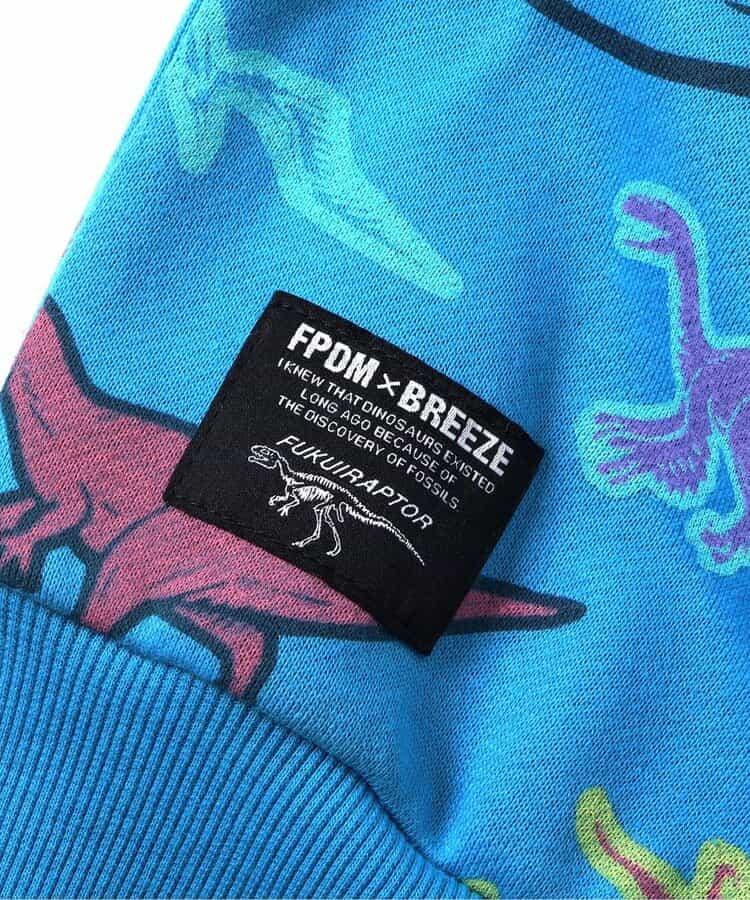 FPDM × BREEZE
I KNEW THAT DINOSAURS EXISTED
LONG AGO BECAUSE OF
THE DISCOVERY OF FOSSILS.
FUKUIRAPTOR